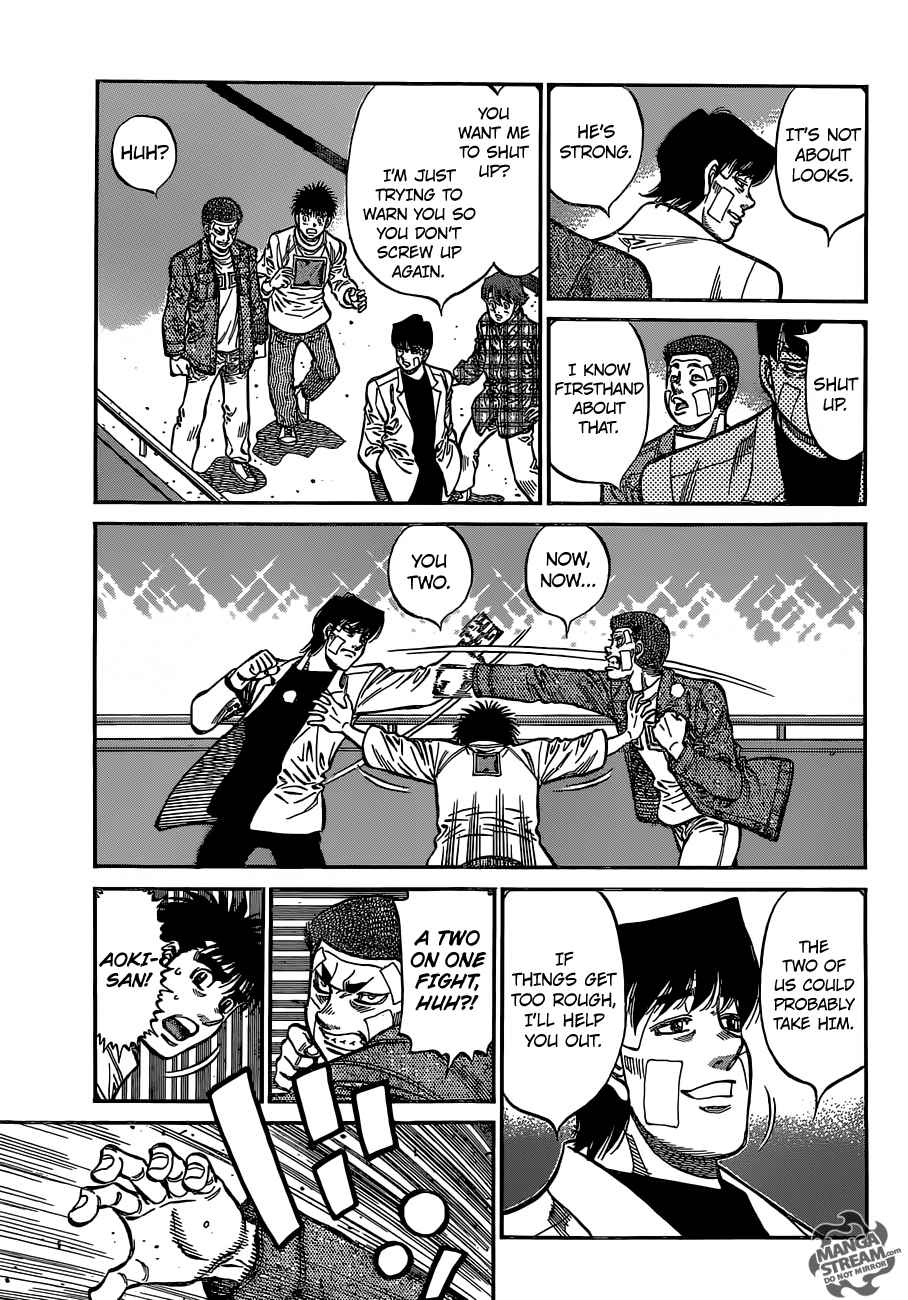 IT'S NOT
ABOUT
LOOKS.
HE'S
STRONG.
YOU
WANT ME
TO SHUT
UP?
I'M JUST
TRYING TO
WARN YOU SO
YOU DON'T
SCREW UP
AGAIN.
HUH?
SHUT
UP.
I KNOW
FIRSTHAND
ABOUT
THAT.
NOW,
NOW...
YOU
TWO.
THE
TWO OF
US COULD
PROBABLY
TAKE HIM.
IF
THINGS GET
TOO ROUGH,
I'LL HELP
YOU OUT.
A TWO
ON ONE
FIGHT,
HUH?!
AOKI-
SAN!
MANGA
STREAM.com
DO NOT MIRROR!